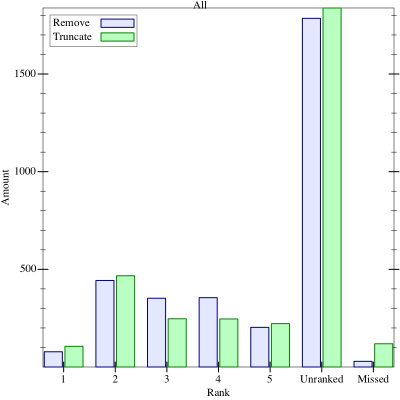 All
Remove
Truncate
1500
1000
500
Amount
1 2 3 4 5 Unranked Missed
Rank